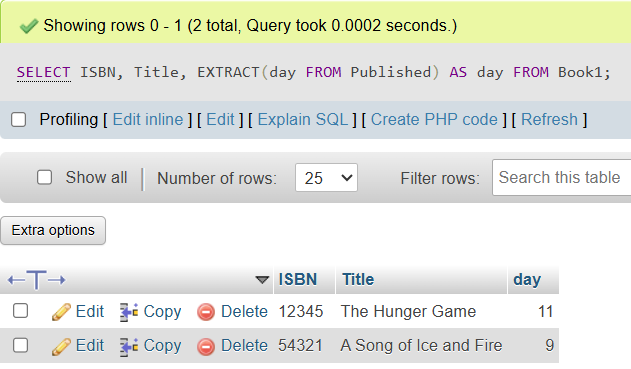 Showing rows 0 - 1 (2 total, Query took 0.0002 seconds.)
SELECT ISBN, Title, EXTRACT(day FROM Published) AS day FROM Book1;
Profiling [ Edit inline ] [ Edit ] [ Explain SQL ] [ Create PHP code ] [ Refresh ]
Show all Number of rows: 25 Filter rows: Search this table
Extra options
ISBN Title day
Edit Copy Delete 12345 The Hunger Game 11
Edit Copy Delete 54321 A Song of Ice and Fire 9